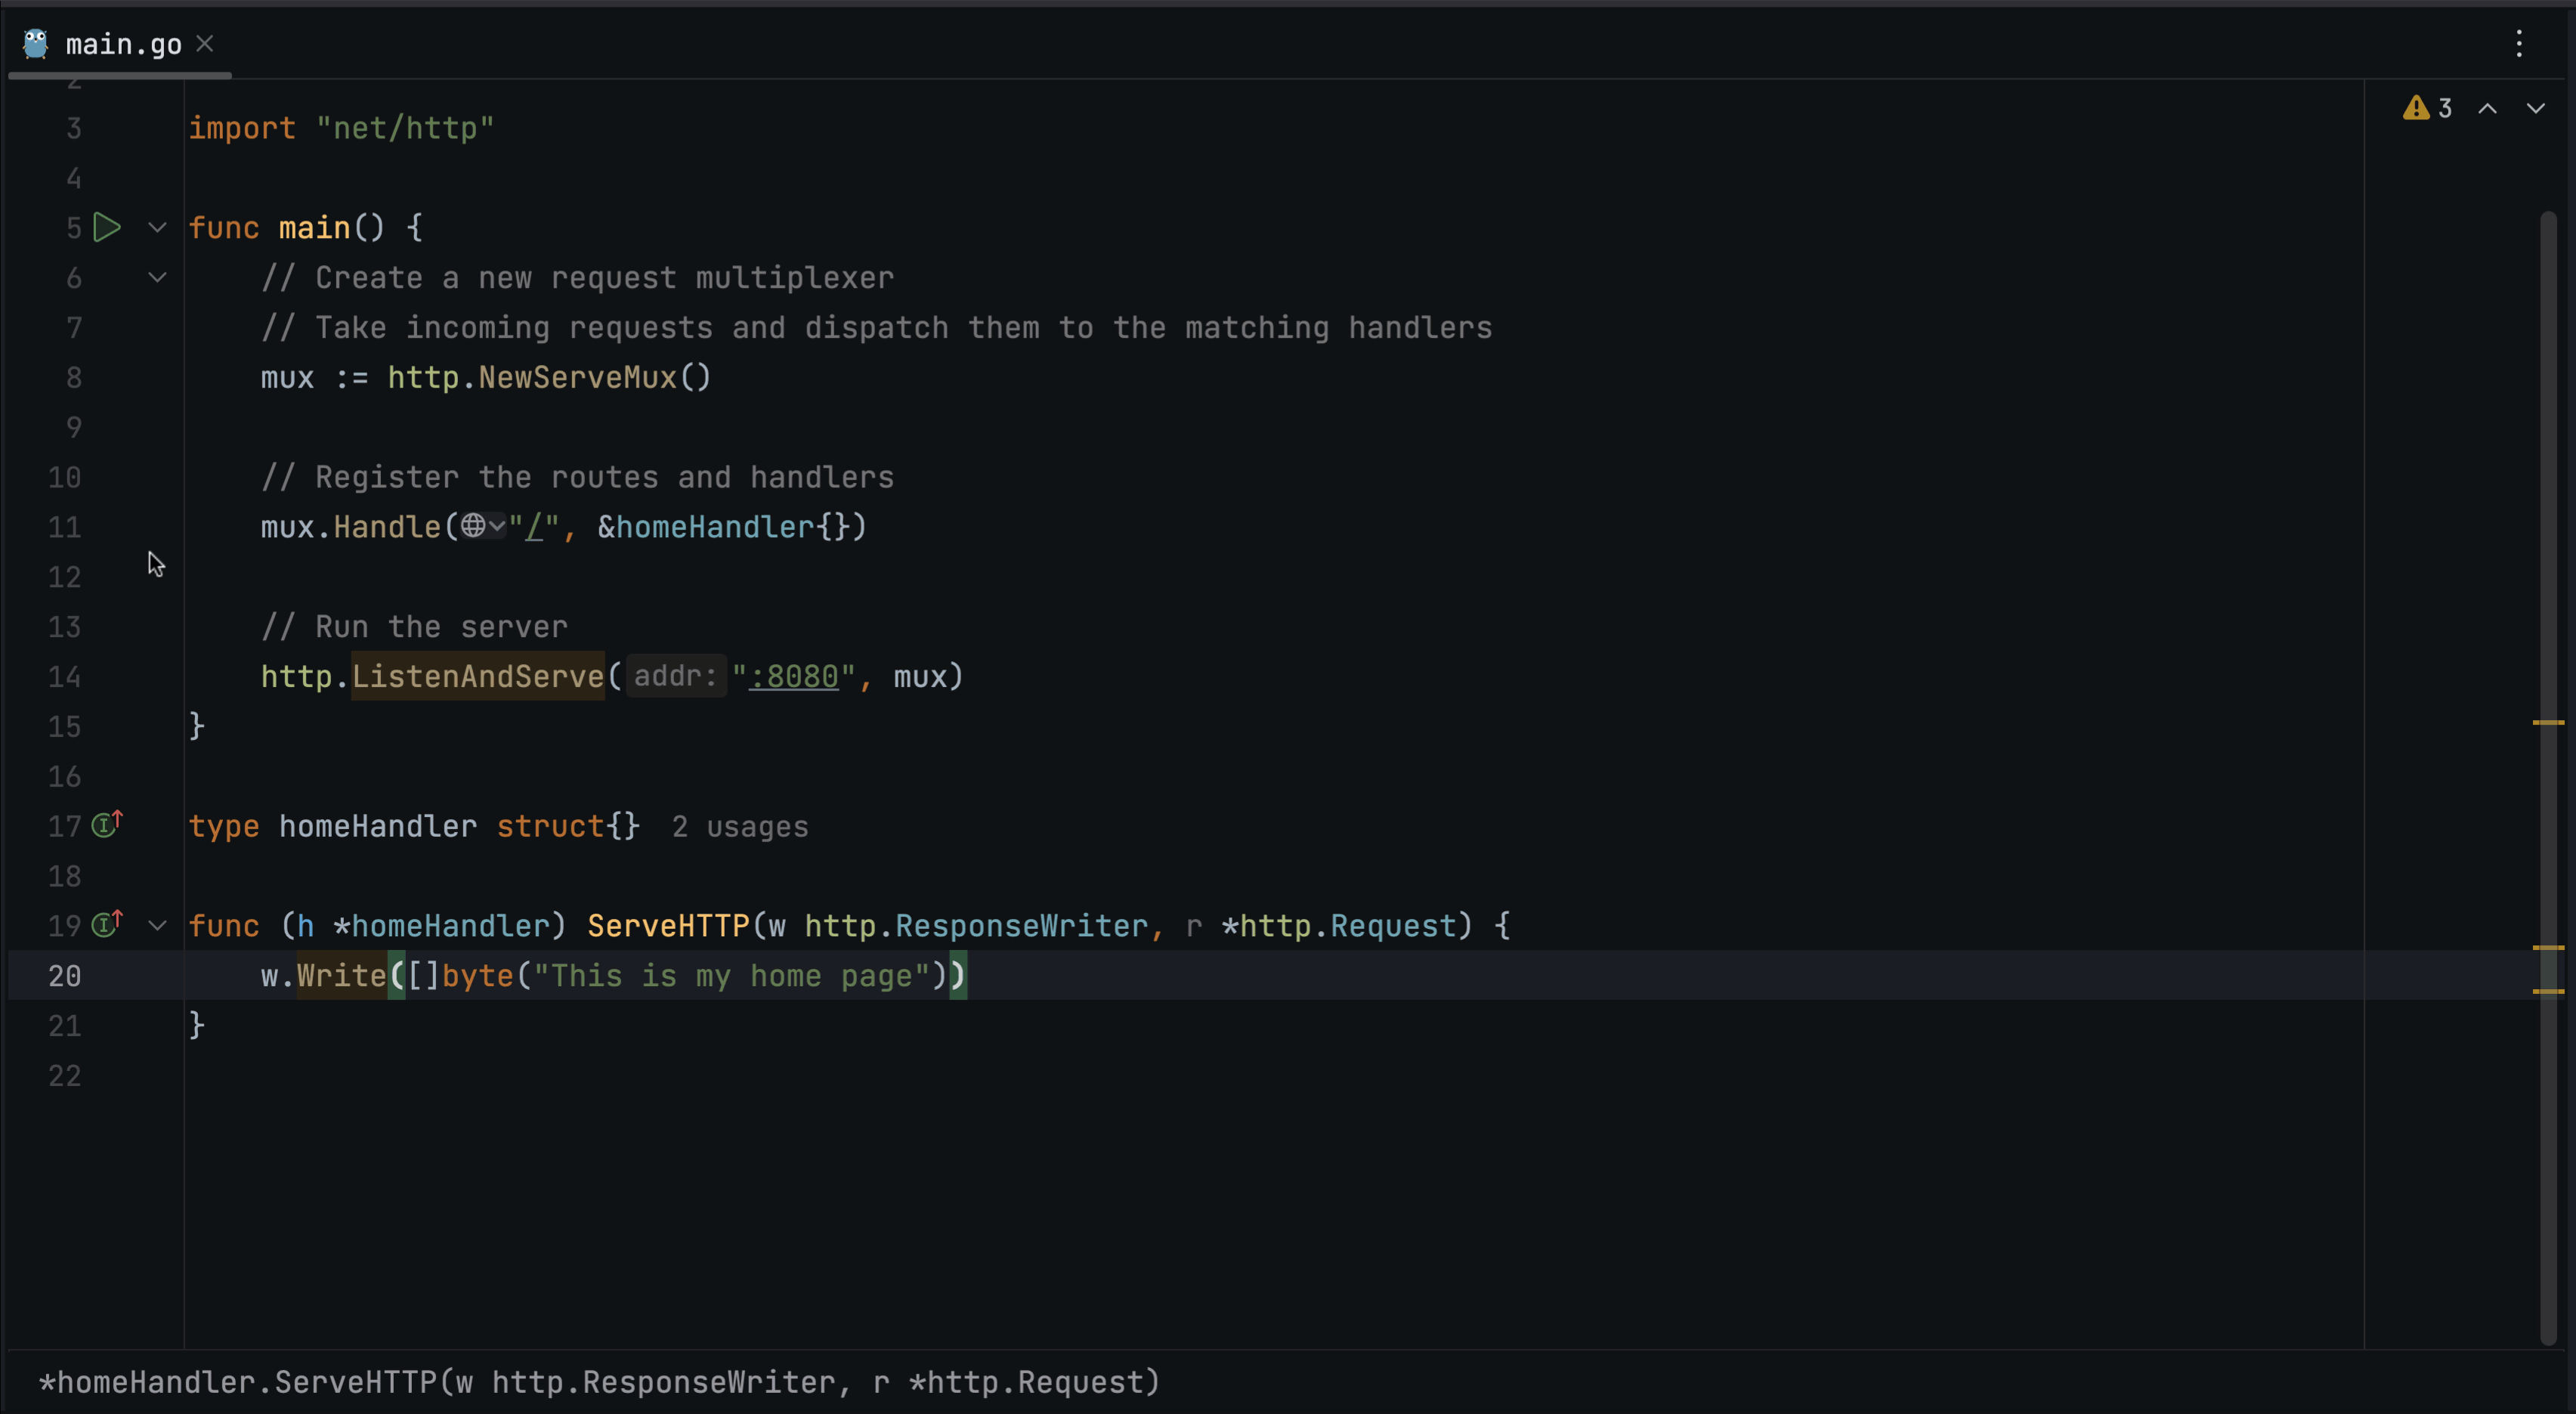 main.go
2
3 import "net/http"
3
4
5 func main() {
6 // Create a new request multiplexer
7 // Take incoming requests and dispatch them to the matching handlers
8 mux := http.NewServeMux()
9
10 // Register the routes and handlers
11 mux.Handle("/", &homeHandler{})
12
13 // Run the server
14 http.ListenAndServe( addr: ":8080", mux)
15 }
16
17 type homeHandler struct{} 2 usages
18
19 func (h *homeHandler) ServeHTTP(w http.ResponseWriter, r *http.Request) {
20 w.Write([]byte("This is my home page"))
21 }
22
*homeHandler.ServeHTTP(w http.ResponseWriter, r *http.Request)